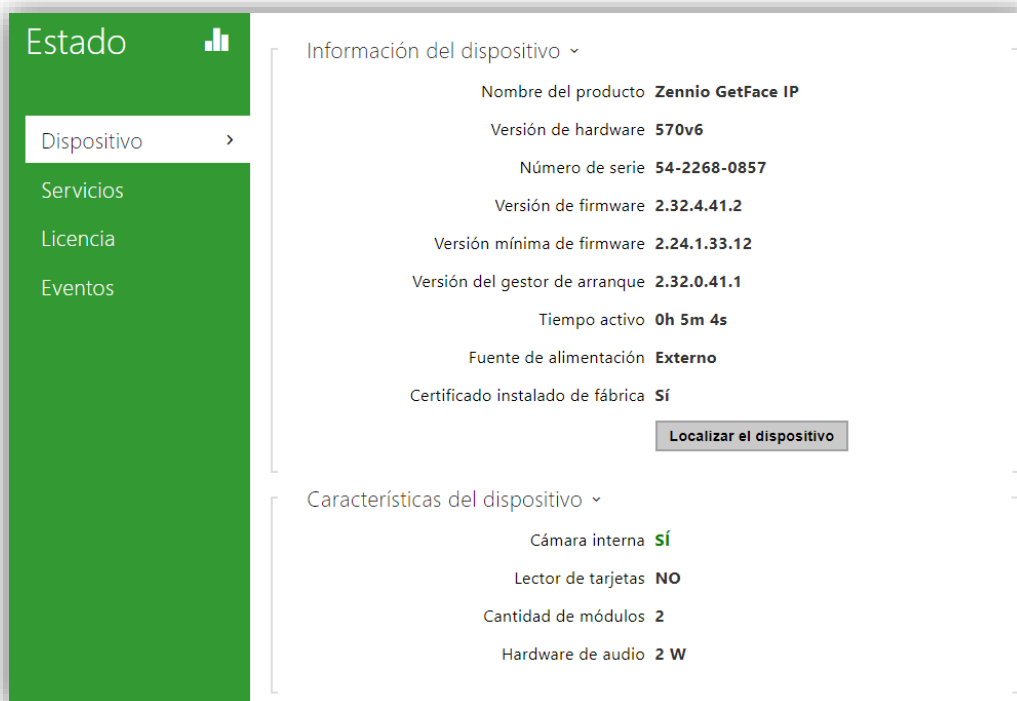 Estado
Dispositivo
Servicios
Licencia
Eventos
Información del dispositivo
Nombre del producto Zennio GetFace IP
Versión de hardware 570v6
Número de serie 54-2268-0857
Versión de firmware 2.32.4.41.2
Versión mínima de firmware 2.24.1.33.12
Versión del gestor de arranque 2.32.0.41.1
Tiempo activo 0h 5m 4s
Fuente de alimentación Externo
Certificado instalado de fábrica Sí
Localizar el dispositivo
Características del dispositivo
Cámara interna SÍ
Lector de tarjetas NO
Cantidad de módulos 2
Hardware de audio 2 W